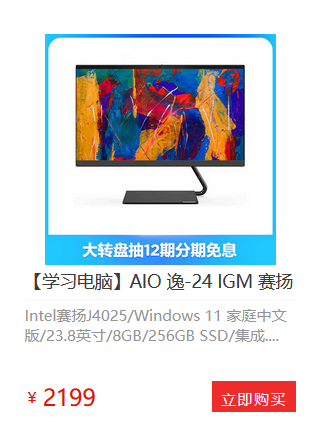 大转盘抽12期分期免息
【学习电脑】AIO 逸-24 IGM 赛扬
Intel赛扬J4025/Windows 11 家庭中文
版/23.8英寸/8GB/256GB SSD/集成....
¥ 2199
立即购买